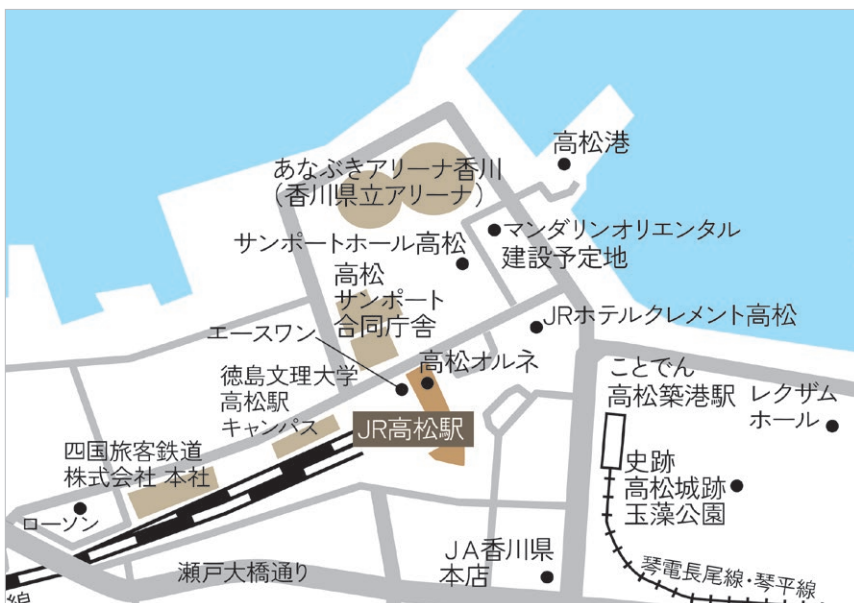 高松港
あなぶきアリーナ香川
（香川県立アリーナ）
マンダリンオリエンタル
建設予定地
サンポートホール高松
高松
サンポート
合同庁舎
JRホテルクレメント高松
エースワン
高松オルネ
ことでん
高松築港駅
レクザム
ホール
徳島文理大学
高松駅
キャンパス
JR高松駅
四国旅客鉄道
株式会社 本社
史跡
高松城跡
玉藻公園
ローソン
JA香川県
本店
瀬戸大橋通り
琴電長尾線・琴平線
線